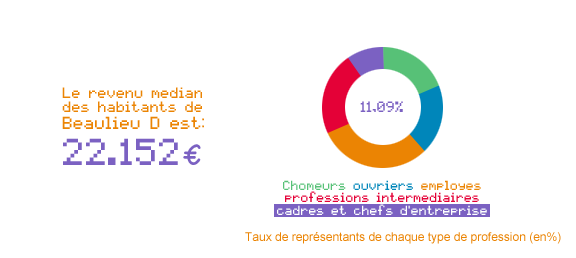 Le revenu median
des habitants de
Beaulieu D est:
22.152 €
11.09%
Chomeurs ouvriers employes
professions intermediaires
cadres et chefs d'entreprise
Taux de représentants de chaque type de profession (en%)